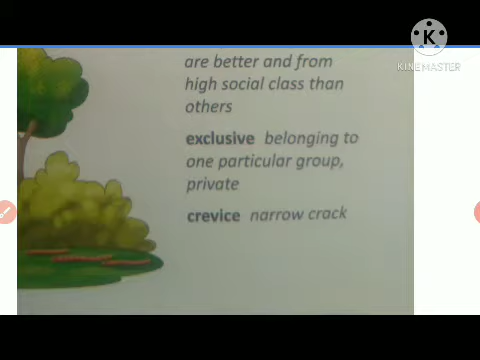 are better and from
high social class than
others
exclusive belonging to
one particular group,
private
crevice narrow crack
K
KINEMASTER